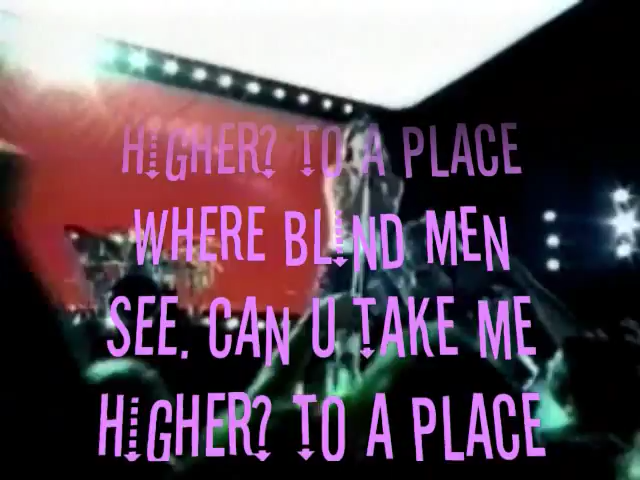 HIGHER? TO A PLACE
WHERE BLIND MEN
SEE. CAN U TAKE ME
HIGHER? TO A PLACE